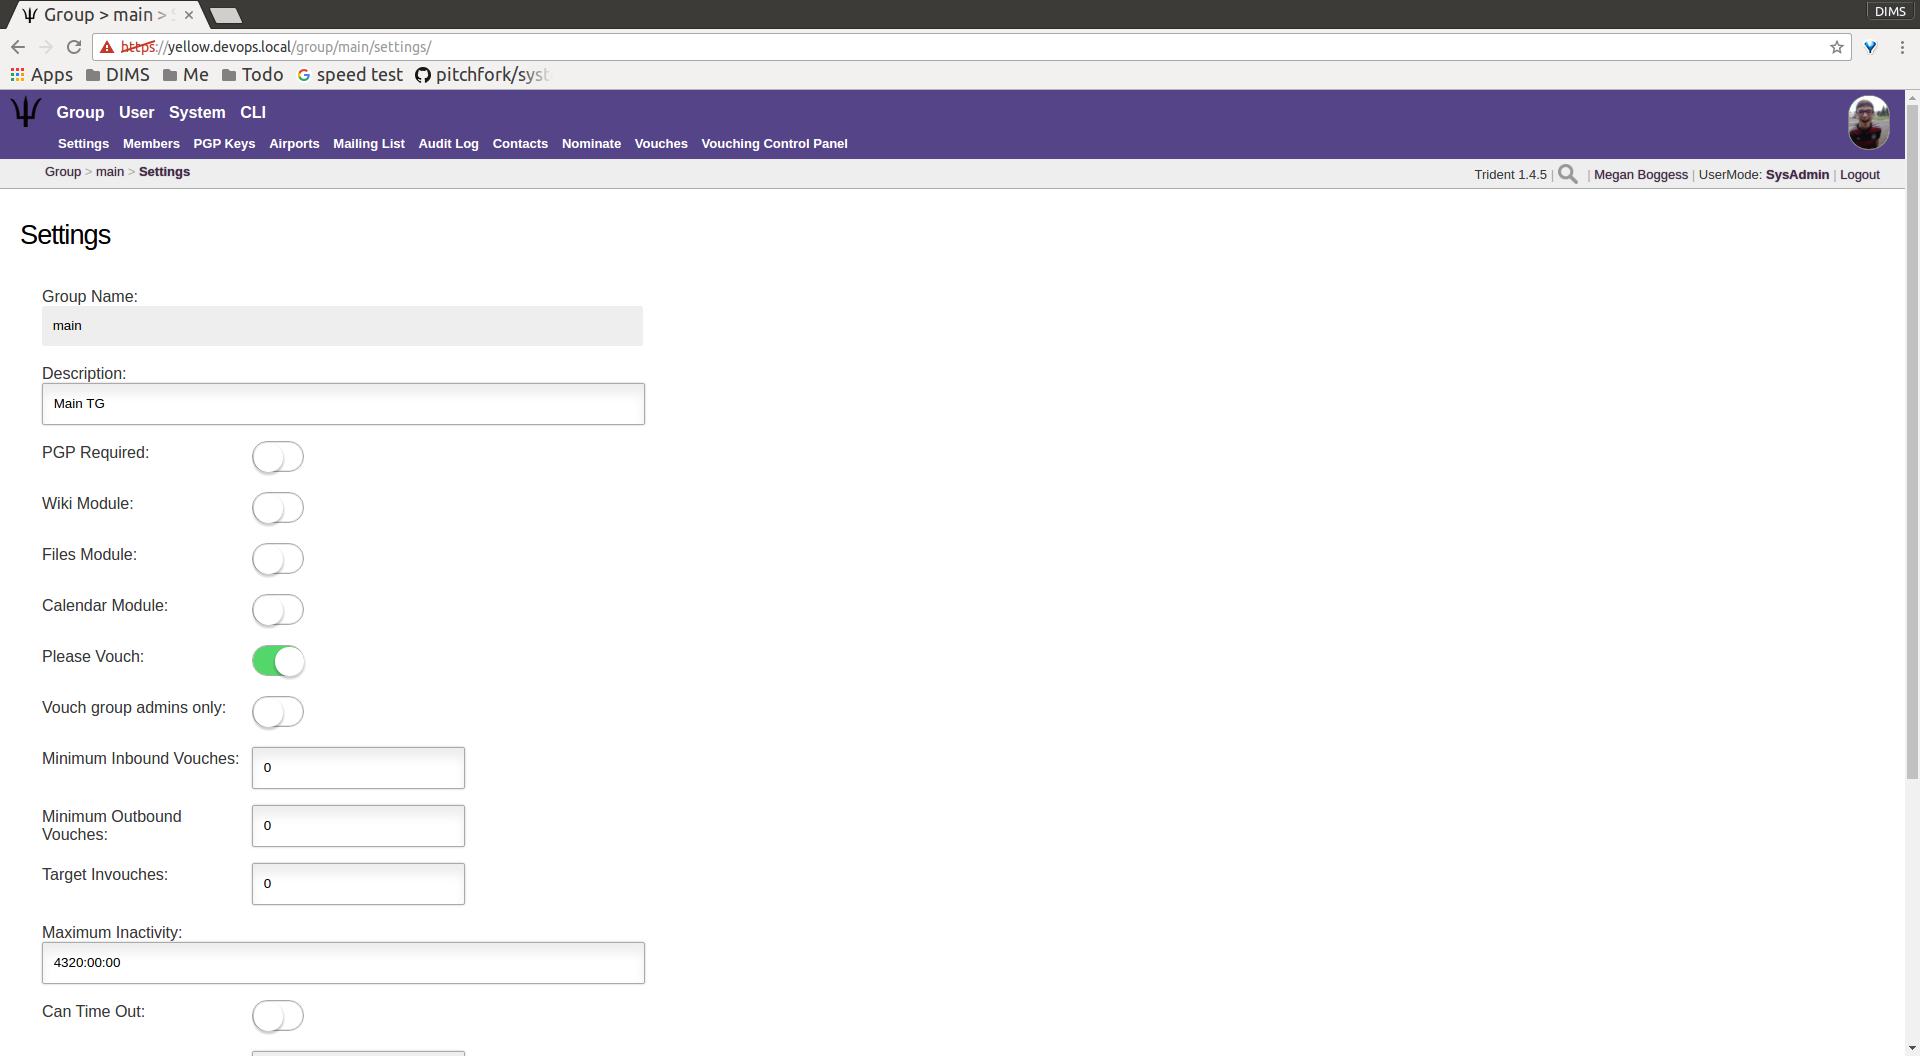 Group > main > S
DIMS
https://yellow.devops.local/group/main/settings/
Apps DIMS Me Todo speed test pitchfork/syst
Group User System CLI
Settings Members PGP Keys Airports Mailing List Audit Log Contacts Nominate Vouches Vouching Control Panel
Group > main > Settings
Trident 1.4.5 | | Megan Boggess | UserMode: SysAdmin | Logout
Settings
Group Name:
main
Description:
Main TG
PGP Required:
Wiki Module:
Files Module:
Calendar Module:
Please Vouch:
Vouch group admins only:
Minimum Inbound Vouches:
0
Minimum Outbound
Vouches:
0
Target Invouches:
0
Maximum Inactivity:
4320:00:00
Can Time Out: